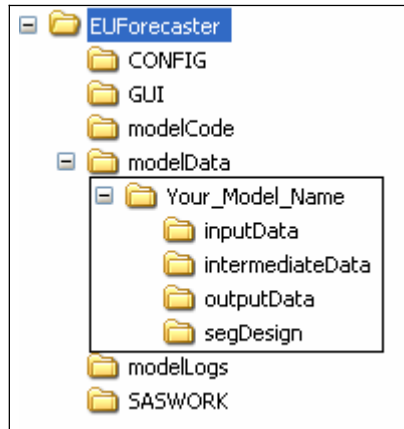 EUForecaster
CONFIG
GUI
modelCode
modelData
Your_Model_Name
inputData
intermediateData
outputData
segDesign
modelLogs
SASWORK